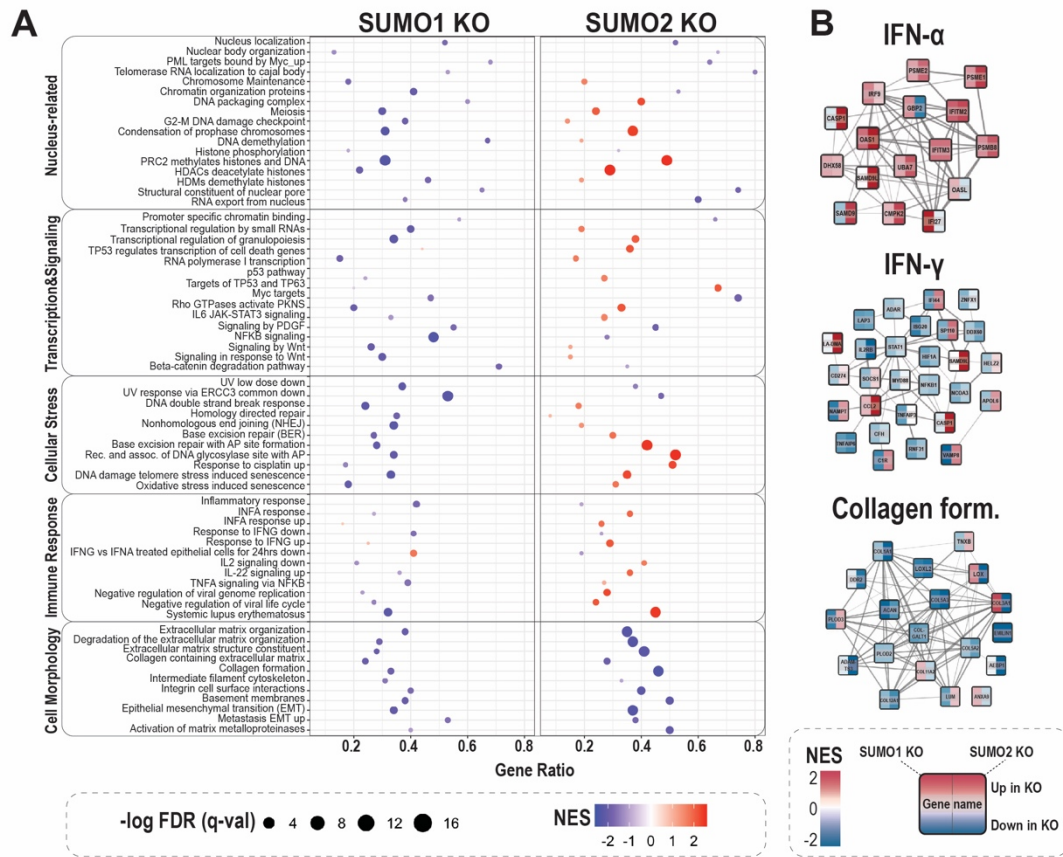 A
SUMO1 KO
SUMO2 KO
Nucleus-related
Nucleus localization
Nuclear body organization
PML targets bound by Myc_up
Telomerase RNA localization to cajal body
Chromosome Maintenance
Chromatin organization proteins
DNA packaging complex
Meiosis
G2-M DNA damage checkpoint
Condensation of prophase chromosomes
DNA demethylation
Histone phosphorylation
PRC2 methylates histones and DNA
HDACs deacetylate histones
HDMs demethylate histones
Structural constituent of nuclear pore
RNA export from nucleus
Transcription&Signaling
Promoter specific chromatin binding
Transcriptional regulation by small RNAs
Transcriptional regulation of granulopoiesis
TP53 regulates transcription of cell death genes
RNA polymerase I transcription
p53 pathway
Targets of TP53 and TP63
Myc targets
Rho GTPases activate PKNS
IL6 JAK-STAT3 signaling
Signaling by PDGF
NFKB signaling
Signaling by Wnt
Signaling in response to Wnt
Beta-catenin degradation pathway
Cellular Stress
UV low dose down
UV response via ERCC3 common down
DNA double strand break response
Homology directed repair
Nonhomologous end joining (NHEJ)
Base excision repair (BER)
Base excision repair with AP site formation
Rec. and assoc. of DNA glycosylase site with AP
Response to cisplatin up
DNA damage telomere stress induced senescence
Oxidative stress induced senescence
Immune Response
Inflammatory response
INFA response
INFA response up
Response to IFNG down
Response to IFNG up
IFNG vs IFNA treated epithelial cells for 24hrs down
IL2 signaling down
IL-22 signaling up
TNFA signaling via NFKB
Negative regulation of viral genome replication
Negative regulation of viral life cycle
Systemic lupus erythematosus
Cell Morphology
Extracellular matrix organization
Degradation of the extracellular matrix organization
Extracellular matrix structure constituent
Collagen containing extracellular matrix
Collagen formation
Intermediate filament cytoskeleton
Integrin cell surface interactions
Basement membranes
Epithelial mesenchymal transition (EMT)
Metastasis EMT up
Activation of matrix metalloproteinases
0.2 0.4 0.6 0.8 0.2 0.4 0.6 0.8
Gene Ratio
-log FDR (q-val) 4 8 12 16
NES
-2 -1 0 1 2
B
IFN-α
PSME2
PSME1
IRF9
GBP2
IFITM2
CASP1
OAS1
IFITM3
PSMB8
DHX58
UBA7
SAMD9L
OASL
SAMD9
CMPK2
IFI27
IFN-γ
IFI44
ZNFX1
LAP3
ADAR
ISG20
SP110
DDX60
IL2RB
STAT1
HIF1A
SAMD9L
HELZ2
CD274
SOCS1
MYD88
NFKB1
NCOA3
APOL6
NAMPT
CCL2
TNFAIP3
CASP1
CFH
RNF31
TNFAIP6
C1R
VAMP8
Collagen form.
TNXB
DDR2
LOXL2
LOX
PLOD3
COL
GALT1
PLOD2
COL5A2
COL11A2
LUM
NES
2
0
-2
SUMO1 KO
SUMO2 KO
Gene name
Up in KO
Down in KO